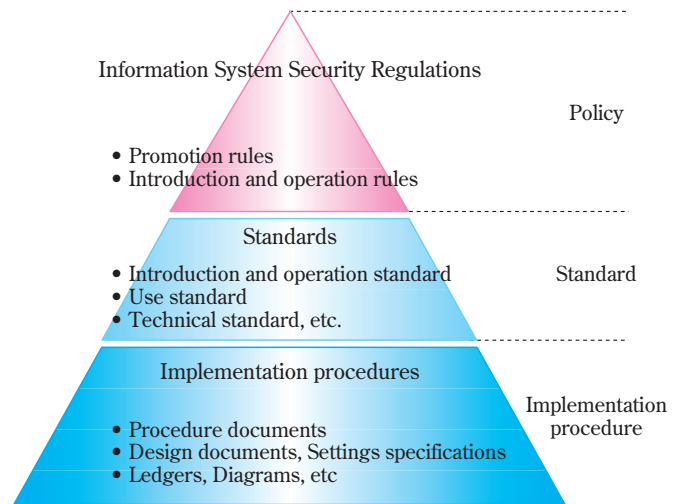 Information System Security Regulations
Policy
• Promotion rules
• Introduction and operation rules
Standards
• Introduction and operation standard
• Use standard
• Technical standard, etc.
Standard
Implementation procedures
• Procedure documents
• Design documents, Settings specifications
• Ledgers, Diagrams, etc
Implementation
procedure